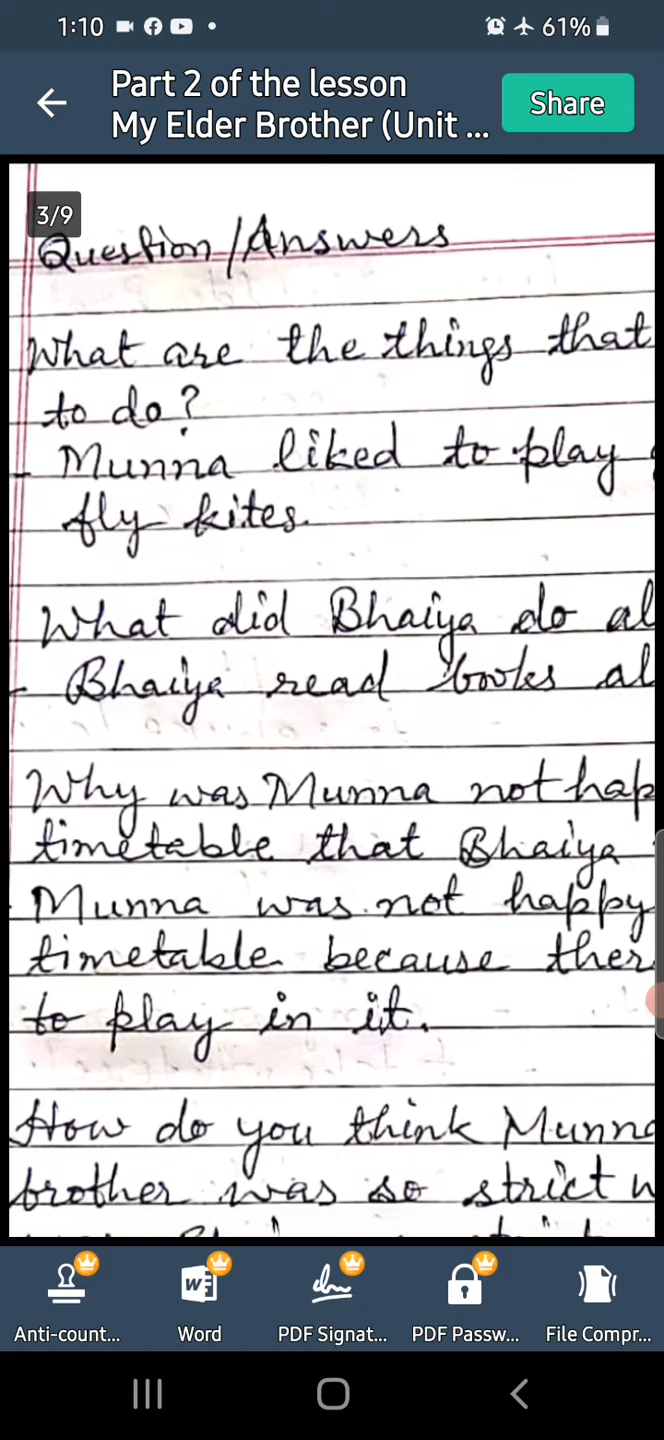 1:10
61%
Part 2 of the lesson
My Elder Brother (Unit ...
Share
3/9
Question/Answers
What are the things that
to do?
- Munna liked to play
fly kites.
What did Bhaiya do al
- Bhaiya read books al
Why was Munna not hap
timetable that Bhaiya
- Munna was not happy
timetable because ther
to play in it.
How do you think Munna
brother was so strict w
Anti-count... Word PDF Signat... PDF Passw... File Compr...